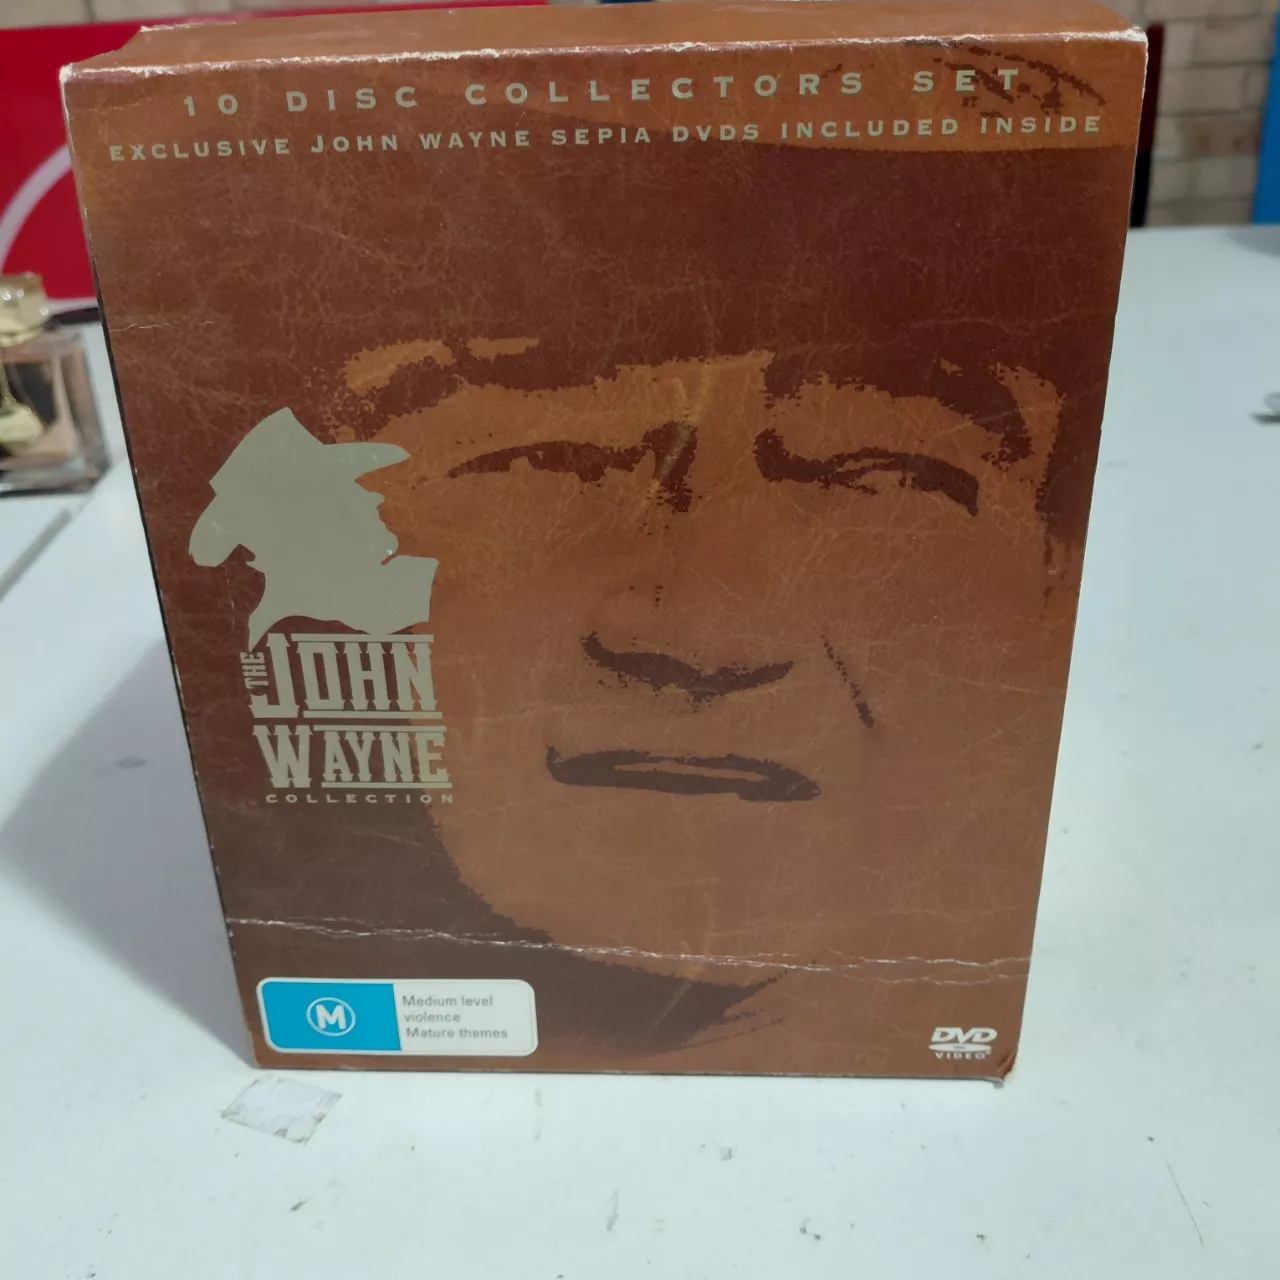 10 DISC COLLECTORS SET
EXCLUSIVE JOHN WAYNE SEPIA DVDS INCLUDED INSIDE
THE
JOHN
WAYNE
COLLECTION
M
Medium level
violence
Mature themes
DVD
VIDEO